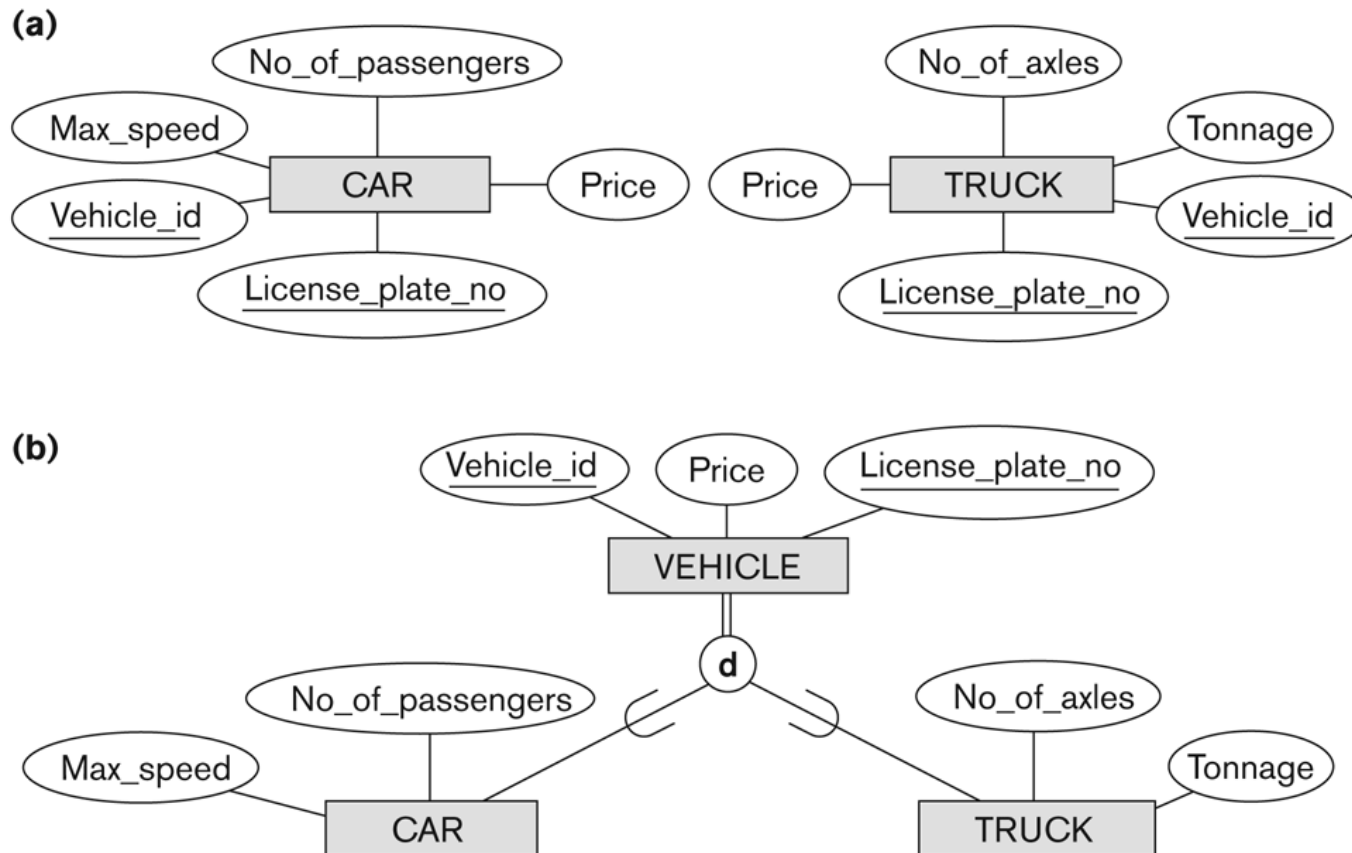 (a)
No_of_passengers
No_of_axles
Max_speed
Tonnage
CAR
Price
Price
TRUCK
Vehicle_id
Vehicle_id
License_plate_no
License_plate_no
(b)
Vehicle_id
Price
License_plate_no
VEHICLE
d
No_of_passengers
No_of_axles
Max_speed
Tonnage
CAR
TRUCK